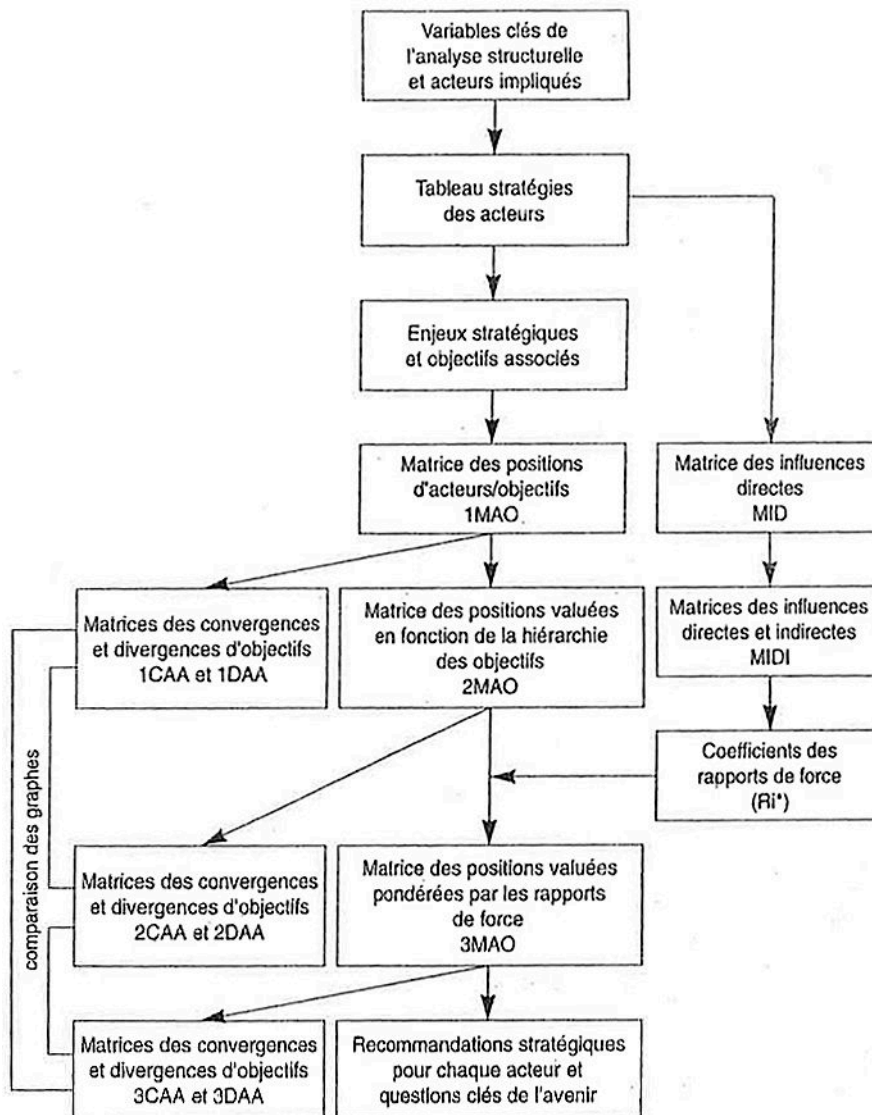 Variables clés de
l'analyse structurelle
et acteurs impliqués
Tableau stratégies
des acteurs
Enjeux stratégiques
et objectifs associés
Matrice des positions
d'acteurs/objectifs
1MAO
Matrice des influences
directes
MID
Matrices des convergences
et divergences d'objectifs
1CAA et 1DAA
Matrice des positions valuées
en fonction de la hiérarchie
des objectifs
2MAO
Matrices des influences
directes et indirectes
MIDI
Coefficients des
rapports de force
(Ri*)
comparaison des graphes
Matrices des convergences
et divergences d'objectifs
2CAA et 2DAA
Matrice des positions valuées
pondérées par les rapports
de force
3MAO
Matrices des convergences
et divergences d'objectifs
3CAA et 3DAA
Recommandations stratégiques
pour chaque acteur et
questions clés de l'avenir